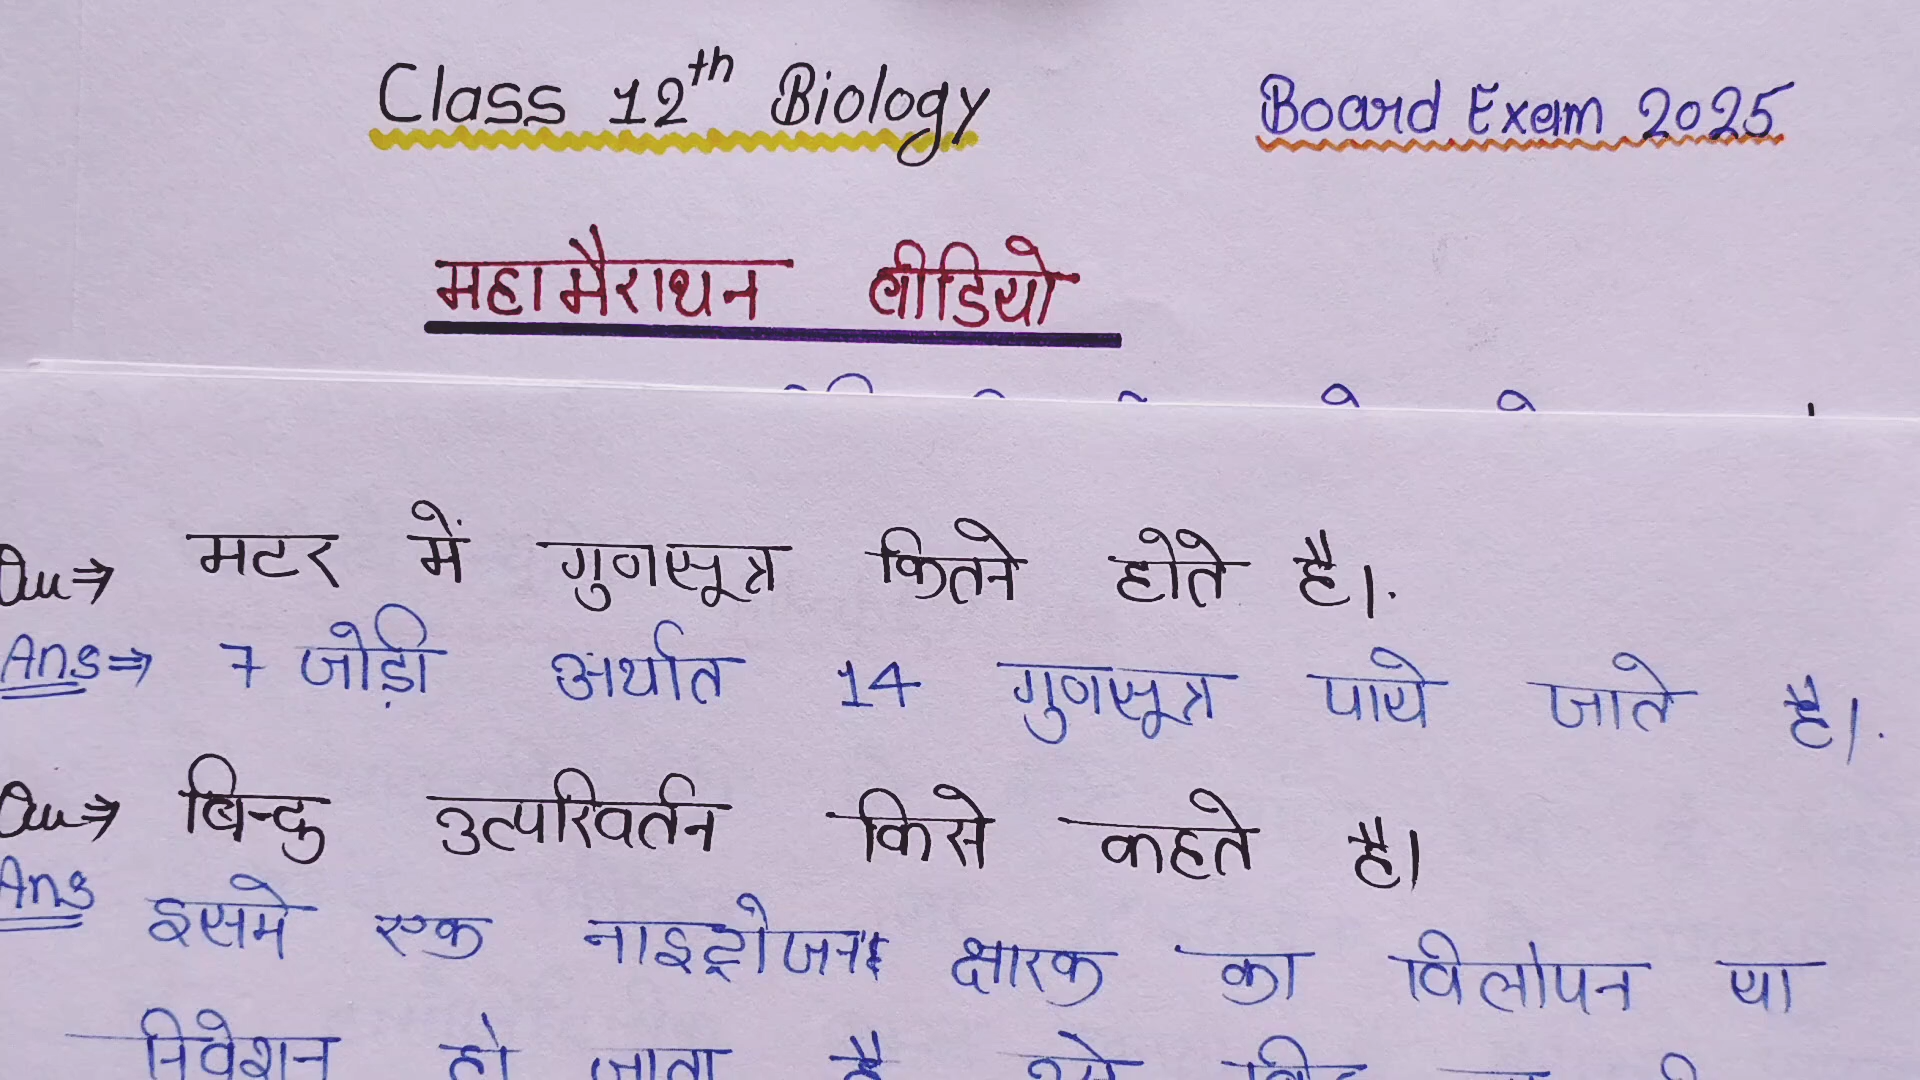 Class 12th Biology Board Exam 2025
महामैराथन वीडियो
Qu⇒ मटर में गुणसूत्र कितने होते है।
Ans⇒ 7 जोड़ी अर्थात 14 गुणसूत्र पाये जाते है।
Qu⇒ बिन्दु उत्परिवर्तन किसे कहते है।
Ans इसमे एक नाइट्रोजन क्षारक का विलोपन या
निवेशन हो जाता है